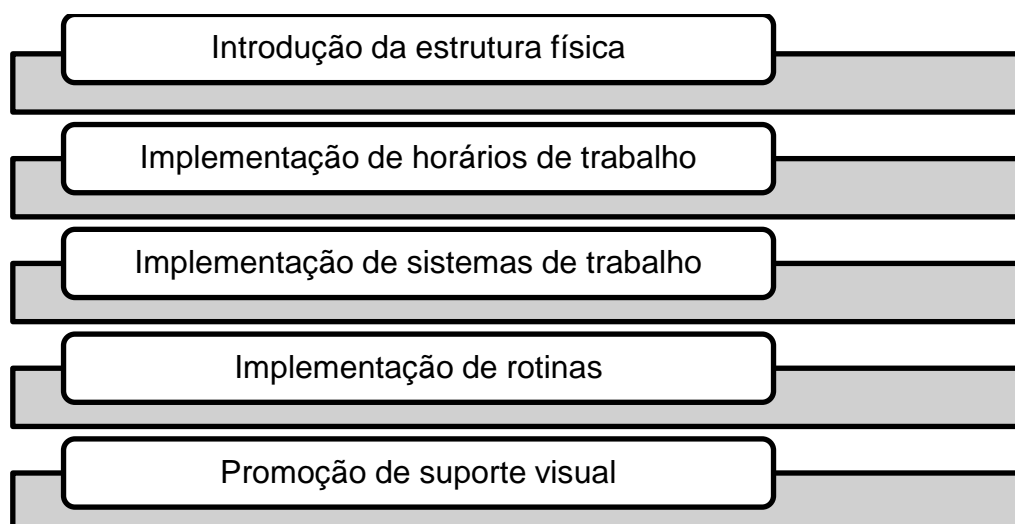 Introdução da estrutura física
Implementação de horários de trabalho
Implementação de sistemas de trabalho
Implementação de rotinas
Promoção de suporte visual